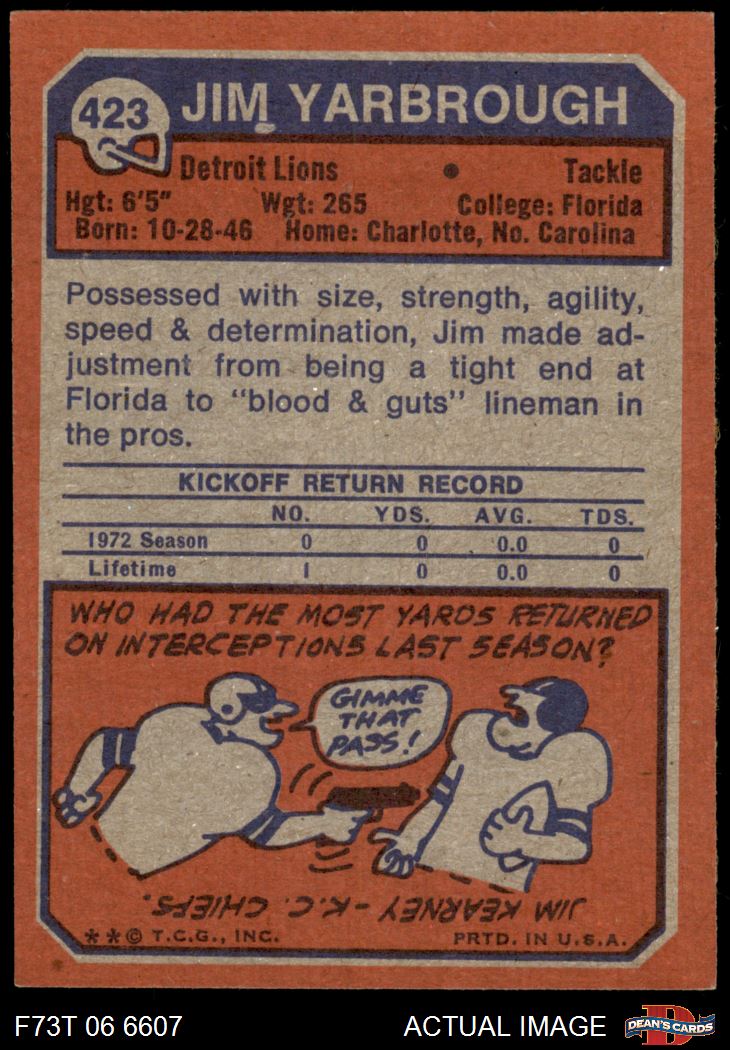 423
JIM YARBROUGH
Detroit Lions • Tackle
Hgt: 6'5" Wgt: 265 College: Florida
Born: 10-28-46 Home: Charlotte, No. Carolina
Possessed with size, strength, agility,
speed & determination, Jim made ad-
justment from being a tight end at
Florida to "blood & guts" lineman in
the pros.
KICKOFF RETURN RECORD
NO. YDS. AVG. TDS.
1972 Season 0 0 0.0 0
Lifetime 1 0 0.0 0
WHO HAD THE MOST YARDS RETURNED
ON INTERCEPTIONS LAST SEASON?
GIMME
THAT
PASS!
JIM KEARNEY - K.C. CHIEFS.
**© T.C.G., INC. PRTD. IN U.S.A.
F73T 06 6607 ACTUAL IMAGE
D
DEAN'S CARDS